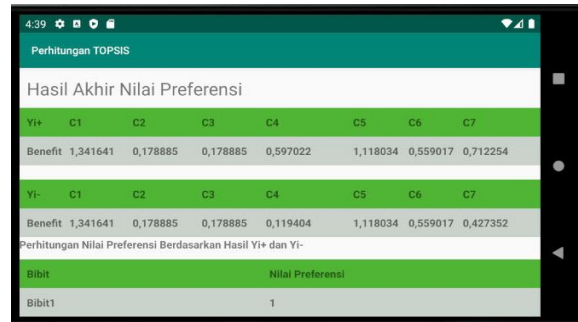 4:39
Perhitungan TOPSIS
Hasil Akhir Nilai Preferensi
Yi+ C1 C2 C3 C4 C5 C6 C7
Benefit 1,341641 0,178885 0,178885 0,597022 1,118034 0,559017 0,712254
Yi- C1 C2 C3 C4 C5 C6 C7
Benefit 1,341641 0,178885 0,178885 0,119404 1,118034 0,559017 0,427352
Perhitungan Nilai Preferensi Berdasarkan Hasil Yi+ dan Yi-
Bibit Nilai Preferensi
Bibit1 1